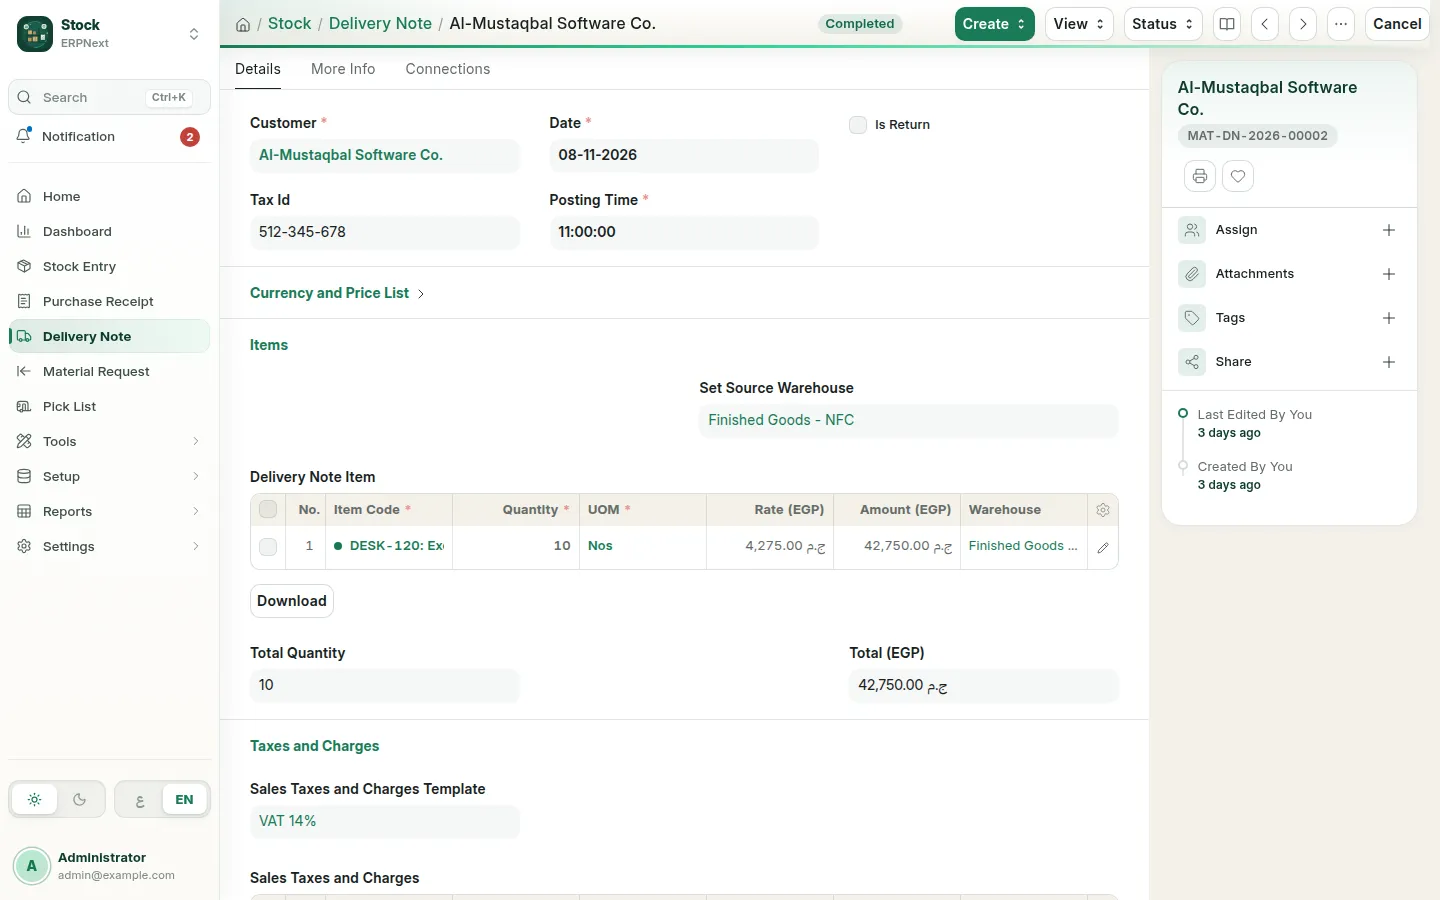 Stock
ERPNext
Search
Ctrl+K
Notification
2
Home
Dashboard
Stock Entry
Purchase Receipt
Delivery Note
Material Request
Pick List
Tools
Setup
Reports
Settings
ع
EN
A
Administrator
admin@example.com
/ Stock / Delivery Note / Al-Mustaqbal Software Co.
Completed
Create
View
Status
Cancel
Details
More Info
Connections
Customer *
Al-Mustaqbal Software Co.
Date *
08-11-2026
Is Return
Tax Id
512-345-678
Posting Time *
11:00:00
Currency and Price List
Items
Set Source Warehouse
Finished Goods - NFC
Delivery Note Item
No. Item Code * Quantity * UOM * Rate (EGP) Amount (EGP) Warehouse
1 DESK-120: Ex 10 Nos 4,275.00 ج.م 42,750.00 ج.م Finished Goods ...
Download
Total Quantity
10
Total (EGP)
42,750.00 ج.م
Taxes and Charges
Sales Taxes and Charges Template
VAT 14%
Sales Taxes and Charges
Al-Mustaqbal Software
Co.
MAT-DN-2026-00002
Assign
Attachments
Tags
Share
Last Edited By You
3 days ago
Created By You
3 days ago